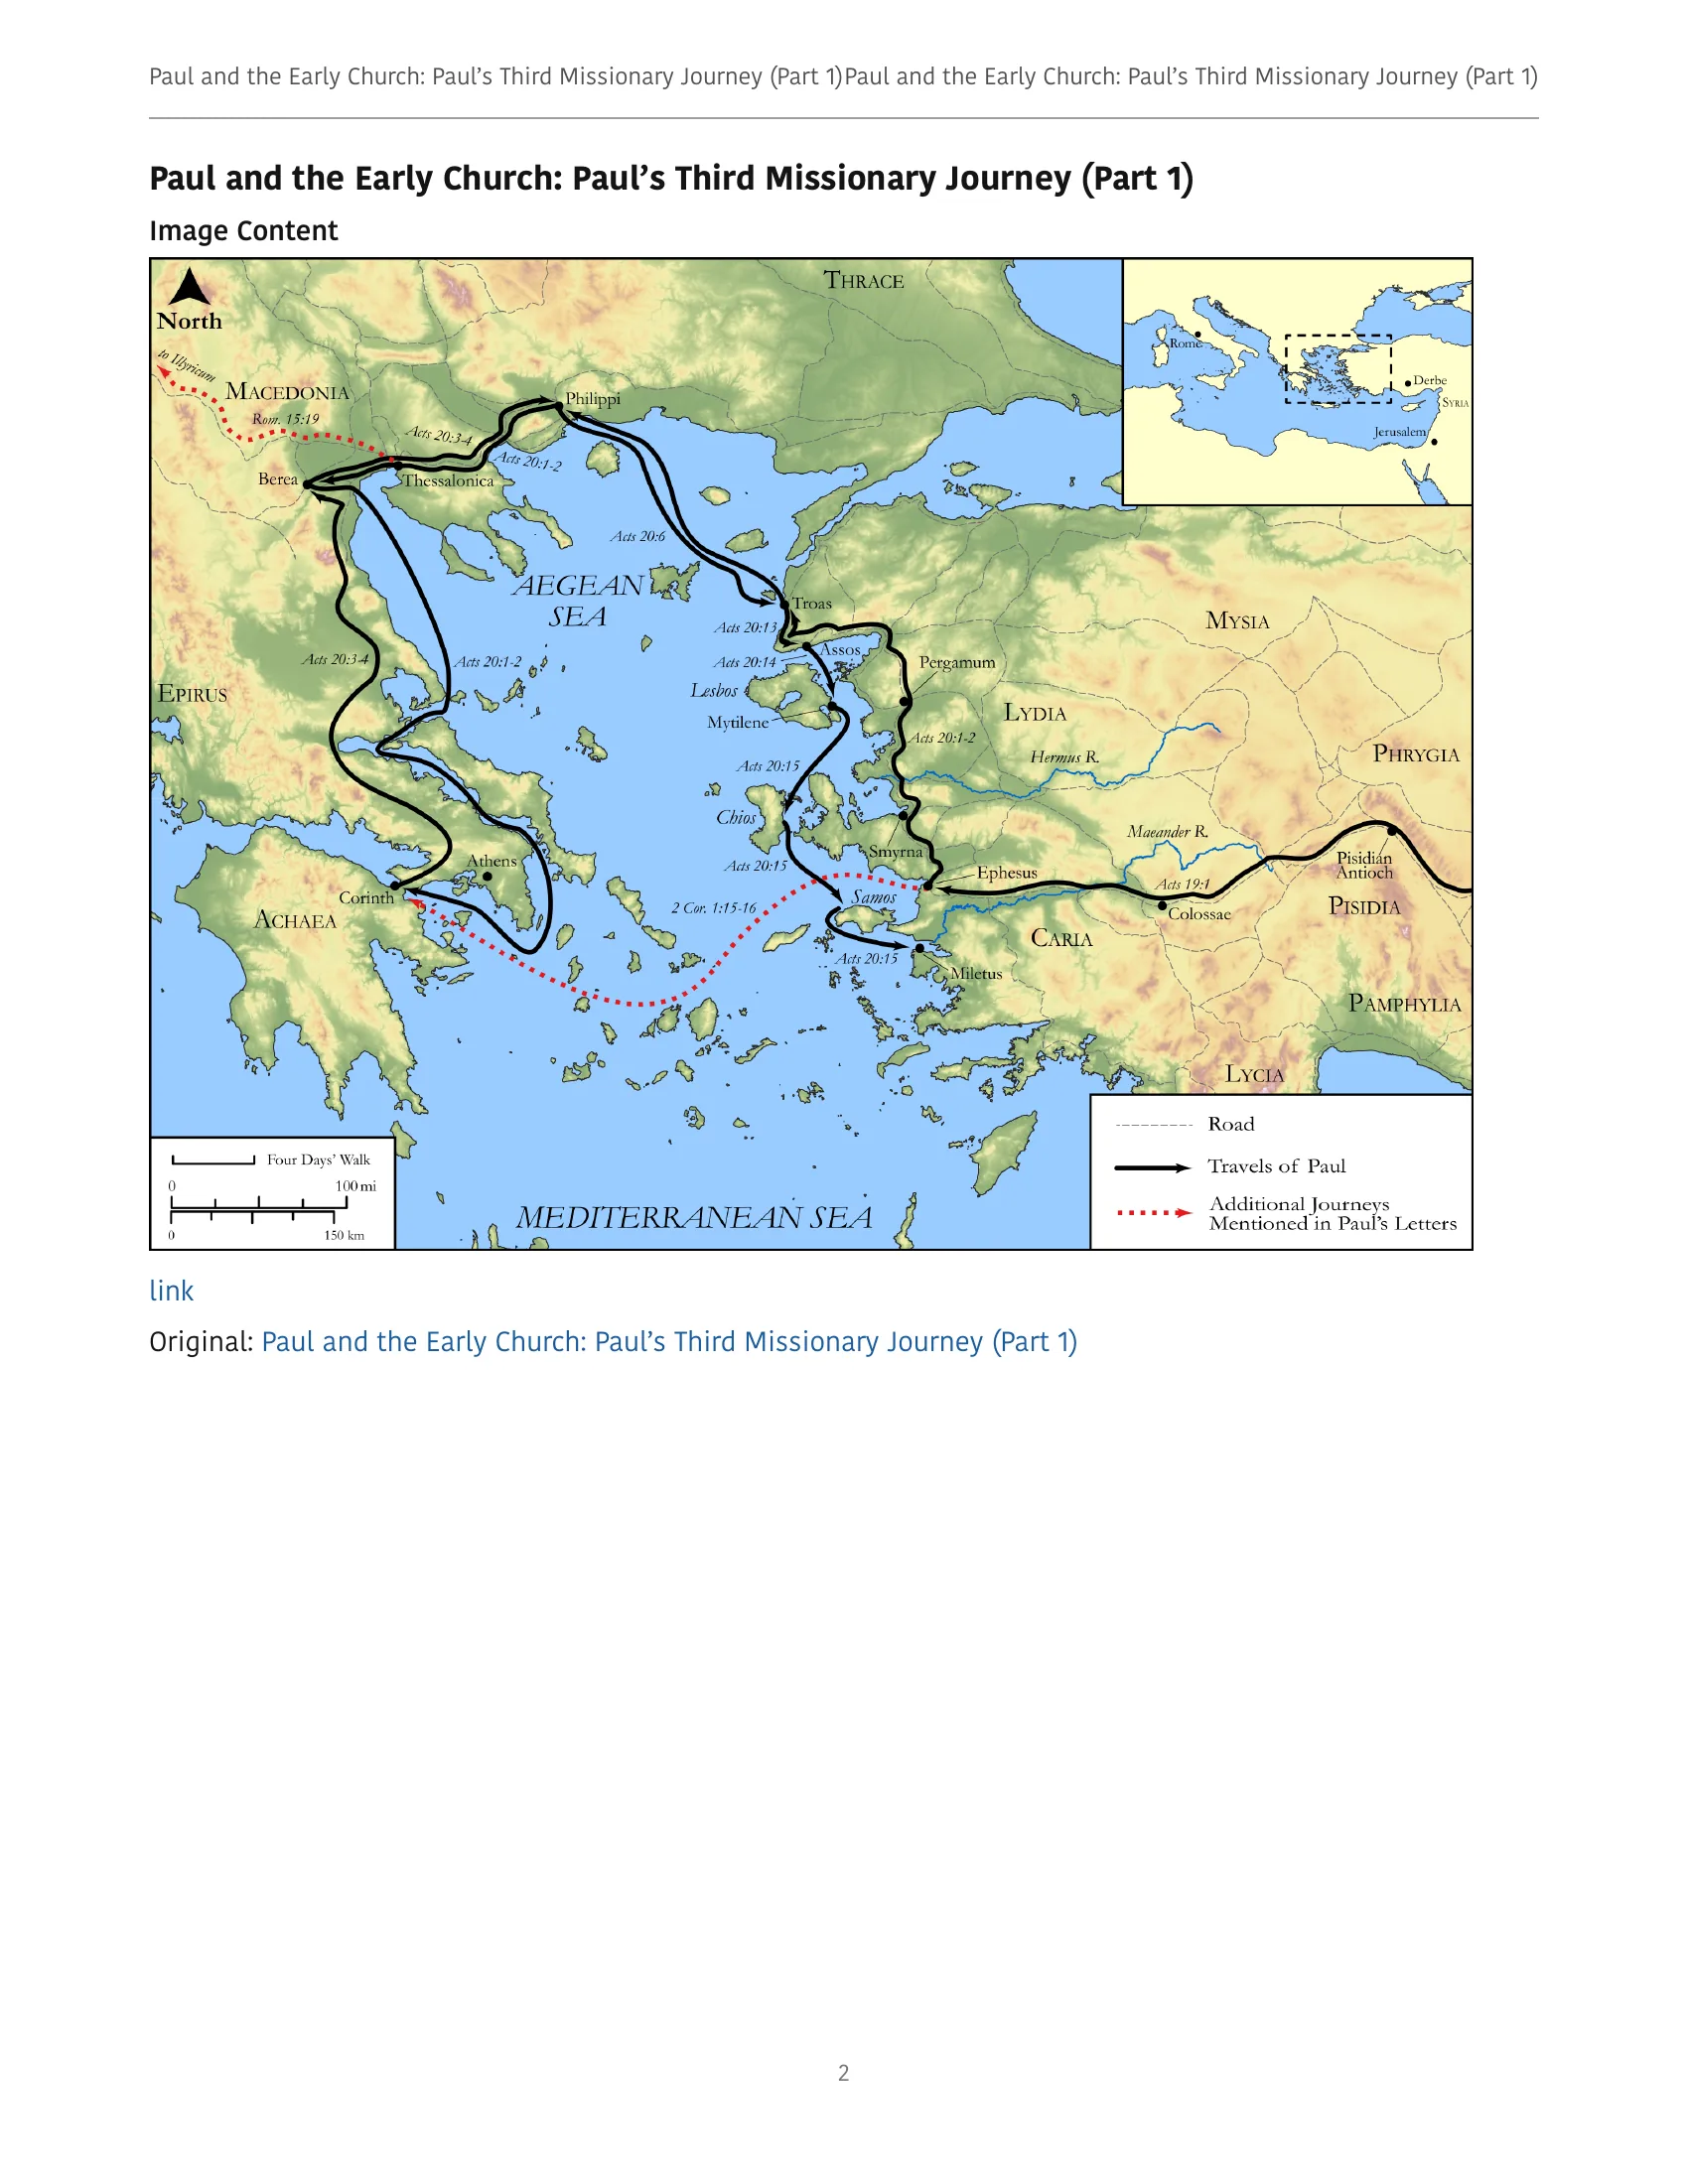 Paul and the Early Church: Paul’s Third Missionary Journey (Part 1)Paul and the Early Church: Paul’s Third Missionary Journey (Part 1)
Paul and the Early Church: Paul’s Third Missionary Journey (Part 1)
Image Content
North
THRACE
Rome
Derbe
SYRIA
Jerusalem
to Illyricum
MACEDONIA
Rom. 15:19
Philippi
Acts 20:3-4
Acts 20:1-2
Berea
Thessalonica
Acts 20:6
AEGEAN
SEA
Troas
Acts 20:13
MYSIA
Assos
Acts 20:3-4
Acts 20:1-2
Acts 20:14
Pergamum
EPIRUS
Lesbos
Mytilene
LYDIA
Acts 20:1-2
Hermus R.
PHRYGIA
Acts 20:15
Chios
Maeander R.
Smyrna
Acts 20:15
Athens
Ephesus
Pisidian
Antioch
Acts 19:1
Corinth
Samos
2 Cor. 1:15-16
Colossae
PISIDIA
ACHAEA
CARIA
Acts 20:15
Miletus
PAMPHYLIA
LYCIA
Four Days’ Walk
0 100 mi
0 150 km
MEDITERRANEAN SEA
Road
Travels of Paul
Additional Journeys
Mentioned in Paul’s Letters
link
Original: Paul and the Early Church: Paul’s Third Missionary Journey (Part 1)
2